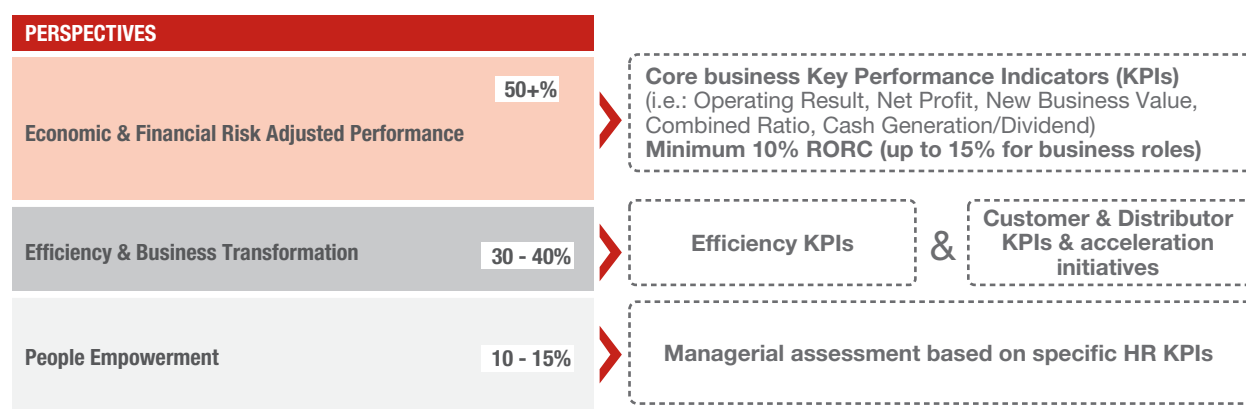 PERSPECTIVES
50+%
Economic & Financial Risk Adjusted Performance
Core business Key Performance Indicators (KPIs)
(i.e.: Operating Result, Net Profit, New Business Value,
Combined Ratio, Cash Generation/Dividend)
Minimum 10% RORC (up to 15% for business roles)
Efficiency & Business Transformation
30 - 40%
Efficiency KPIs
&
Customer & Distributor
KPIs & acceleration
initiatives
People Empowerment
10 - 15%
Managerial assessment based on specific HR KPIs